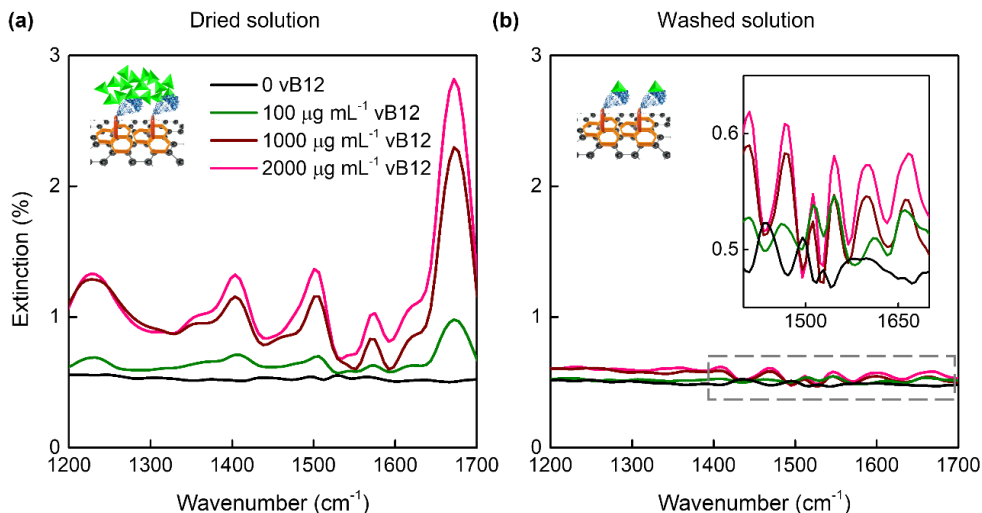 (a)
Dried solution
0 vB12
100 μg mL⁻¹ vB12
1000 μg mL⁻¹ vB12
2000 μg mL⁻¹ vB12
Extinction (%)
3
2
1
0
1200 1300 1400 1500 1600 1700
Wavenumber (cm⁻¹)
(b)
Washed solution
0.6
0.5
1500 1650
3
2
1
0
1200 1300 1400 1500 1600 1700
Wavenumber (cm⁻¹)